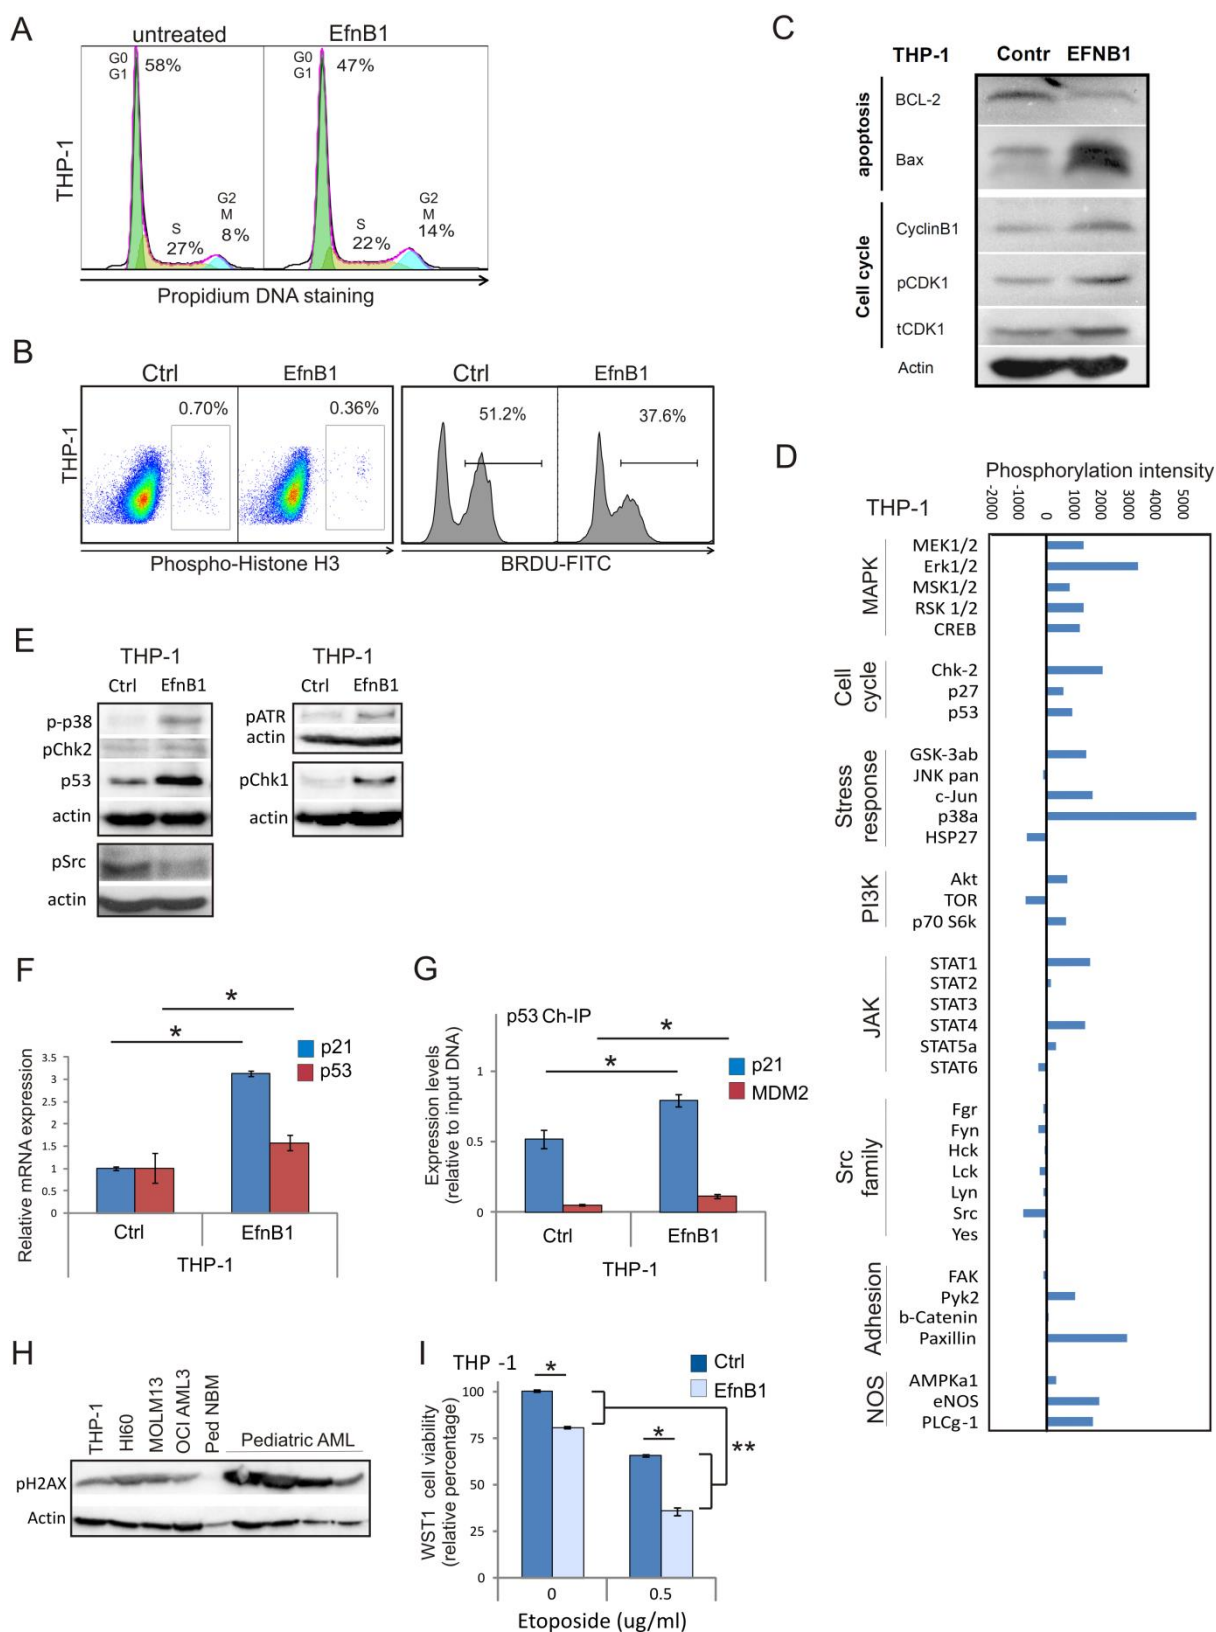 A
untreated
EfnB1
G0
G1
58%
G0
G1
47%
THP-1
S
27%
G2
M
8%
S
22%
G2
M
14%
Propidium DNA staining
B
Ctrl
EfnB1
Ctrl
EfnB1
THP-1
0.70%
0.36%
51.2%
37.6%
Phospho-Histone H3
BRDU-FITC
C
THP-1
Contr
EFNB1
apoptosis
BCL-2
Bax
Cell cycle
CyclinB1
pCDK1
tCDK1
Actin
D
Phosphorylation intensity
-2000
-1000
0
1000
2000
3000
4000
5000
THP-1
MAPK
MEK1/2
Erk1/2
MSK1/2
RSK 1/2
CREB
Cell
cycle
Chk-2
p27
p53
Stress
response
GSK-3ab
JNK pan
c-Jun
p38a
HSP27
PI3K
Akt
TOR
p70 S6k
JAK
STAT1
STAT2
STAT3
STAT4
STAT5a
STAT6
Src
family
Fgr
Fyn
Hck
Lck
Lyn
Src
Yes
Adhesion
FAK
Pyk2
b-Catenin
Paxillin
NOS
AMPKa1
eNOS
PLCg-1
E
THP-1
Ctrl
EfnB1
p-p38
pChk2
p53
actin
pSrc
actin
THP-1
Ctrl
EfnB1
pATR
actin
pChk1
actin
F
*
*
p21
p53
Relative mRNA expression
3.5
3
2.5
2
1.5
1
0.5
0
Ctrl
EfnB1
THP-1
G
p53 Ch-IP
*
*
p21
MDM2
Expression levels
(relative to input DNA)
1
0.5
0
Ctrl
EfnB1
THP-1
H
THP-1
Hl60
MOLM13
OCI AML3
Ped NBM
Pediatric AML
pH2AX
Actin
I
THP -1
*
Ctrl
EfnB1
*
**
WST1 cell viability
(relative percentage)
100
75
50
25
0
0
0.5
Etoposide (ug/ml)